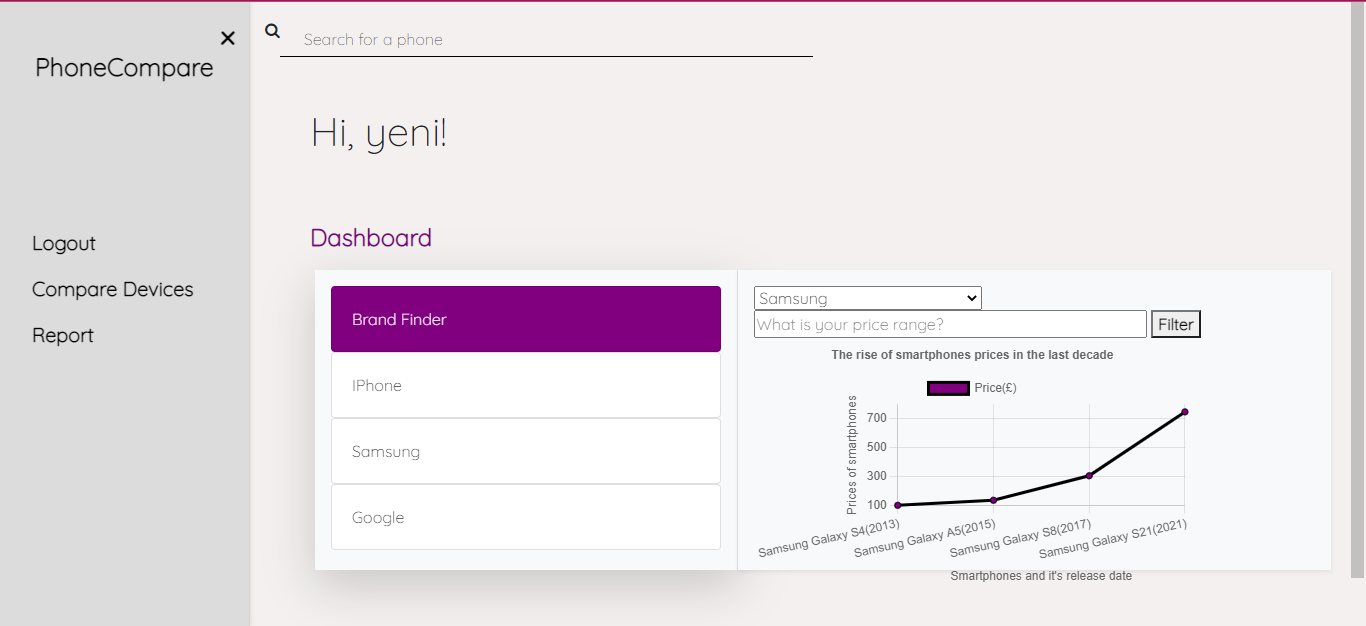 PhoneCompare
Logout
Compare Devices
Report
Search for a phone
Hi, yeni!
Dashboard
Brand Finder
IPhone
Samsung
Google
Samsung
What is your price range?
Filter
The rise of smartphones prices in the last decade
Price(£)
Prices of smartphones
700
500
300
100
Samsung Galaxy S4(2013)
Samsung Galaxy A5(2015)
Samsung Galaxy S8(2017)
Samsung Galaxy S21(2021)
Smartphones and it's release date